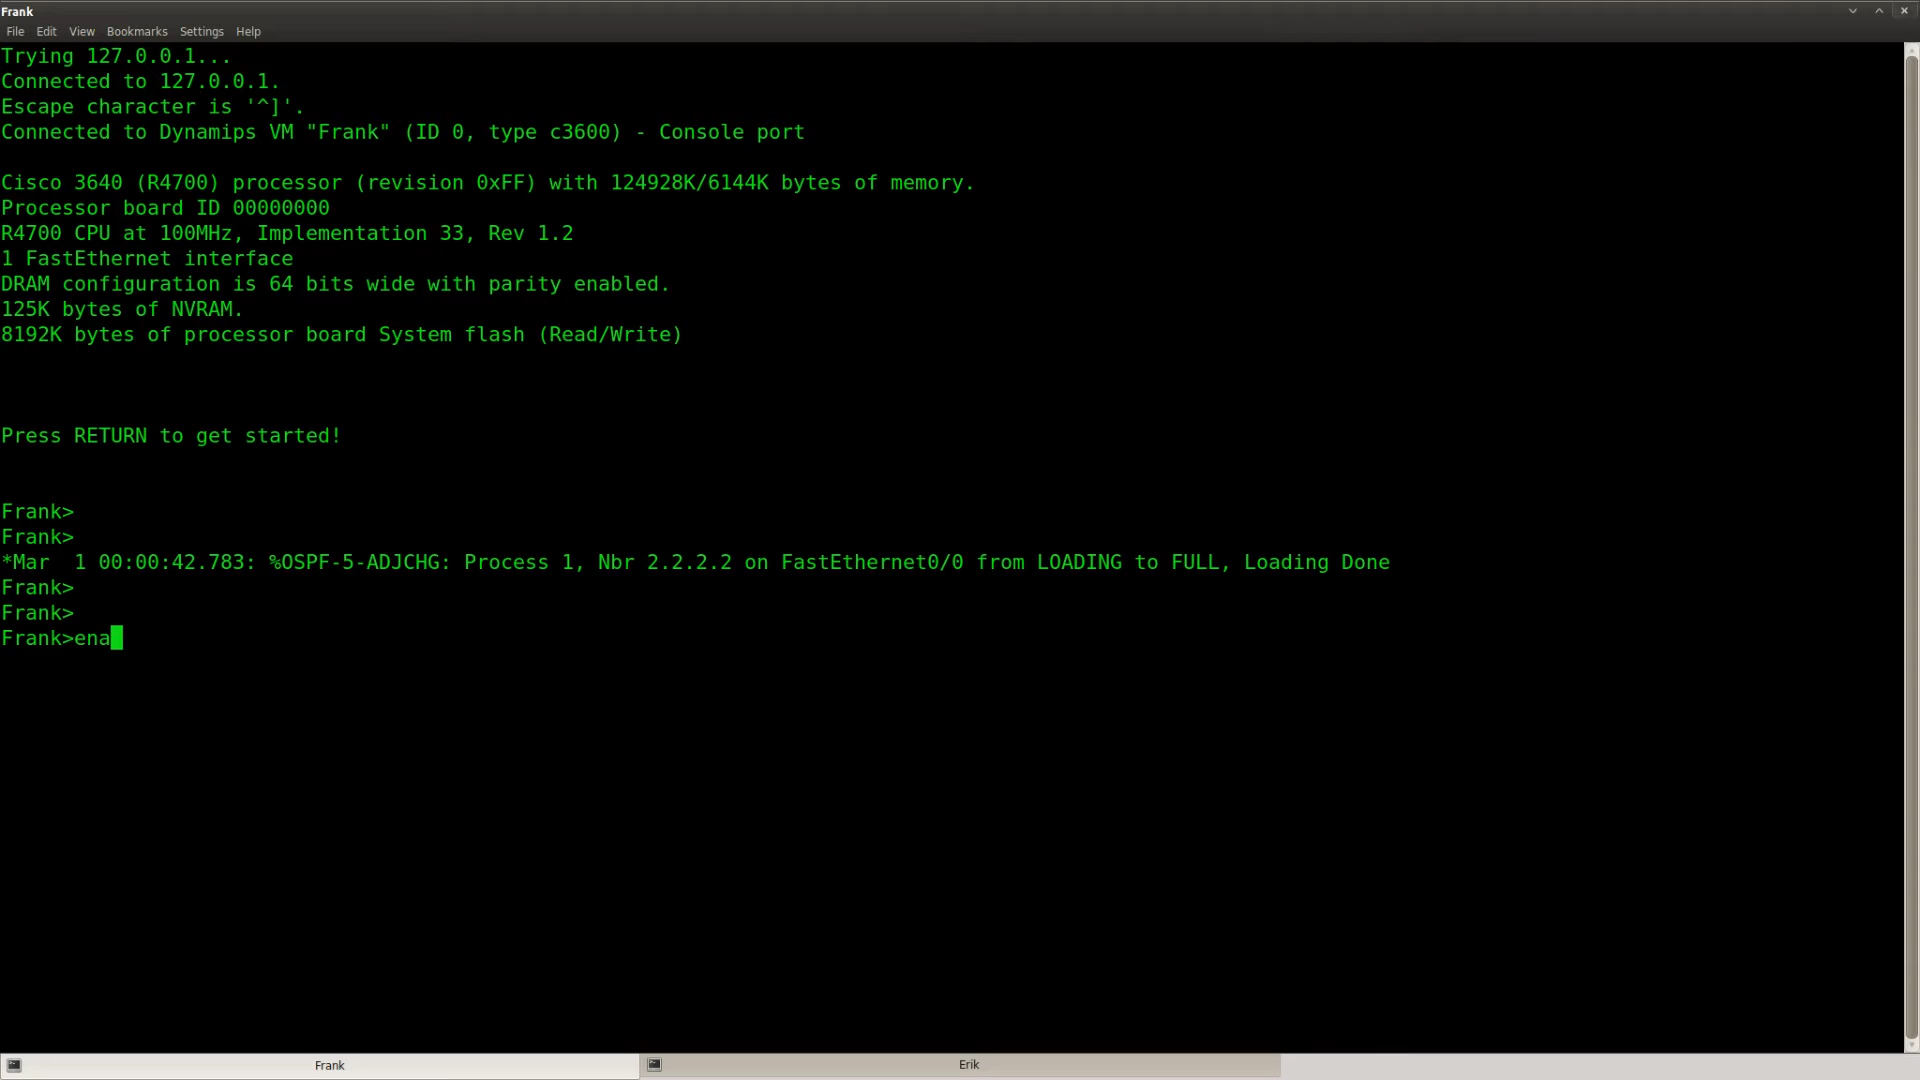 Frank
File Edit View Bookmarks Settings Help
Trying 127.0.0.1...
Connected to 127.0.0.1.
Escape character is '^]'.
Connected to Dynamips VM "Frank" (ID 0, type c3600) - Console port
Cisco 3640 (R4700) processor (revision 0xFF) with 124928K/6144K bytes of memory.
Processor board ID 00000000
R4700 CPU at 100MHz, Implementation 33, Rev 1.2
1 FastEthernet interface
DRAM configuration is 64 bits wide with parity enabled.
125K bytes of NVRAM.
8192K bytes of processor board System flash (Read/Write)
Press RETURN to get started!
Frank>
Frank>
*Mar  1 00:00:42.783: %OSPF-5-ADJCHG: Process 1, Nbr 2.2.2.2 on FastEthernet0/0 from LOADING to FULL, Loading Done
Frank>
Frank>
Frank>ena
Frank
Erik